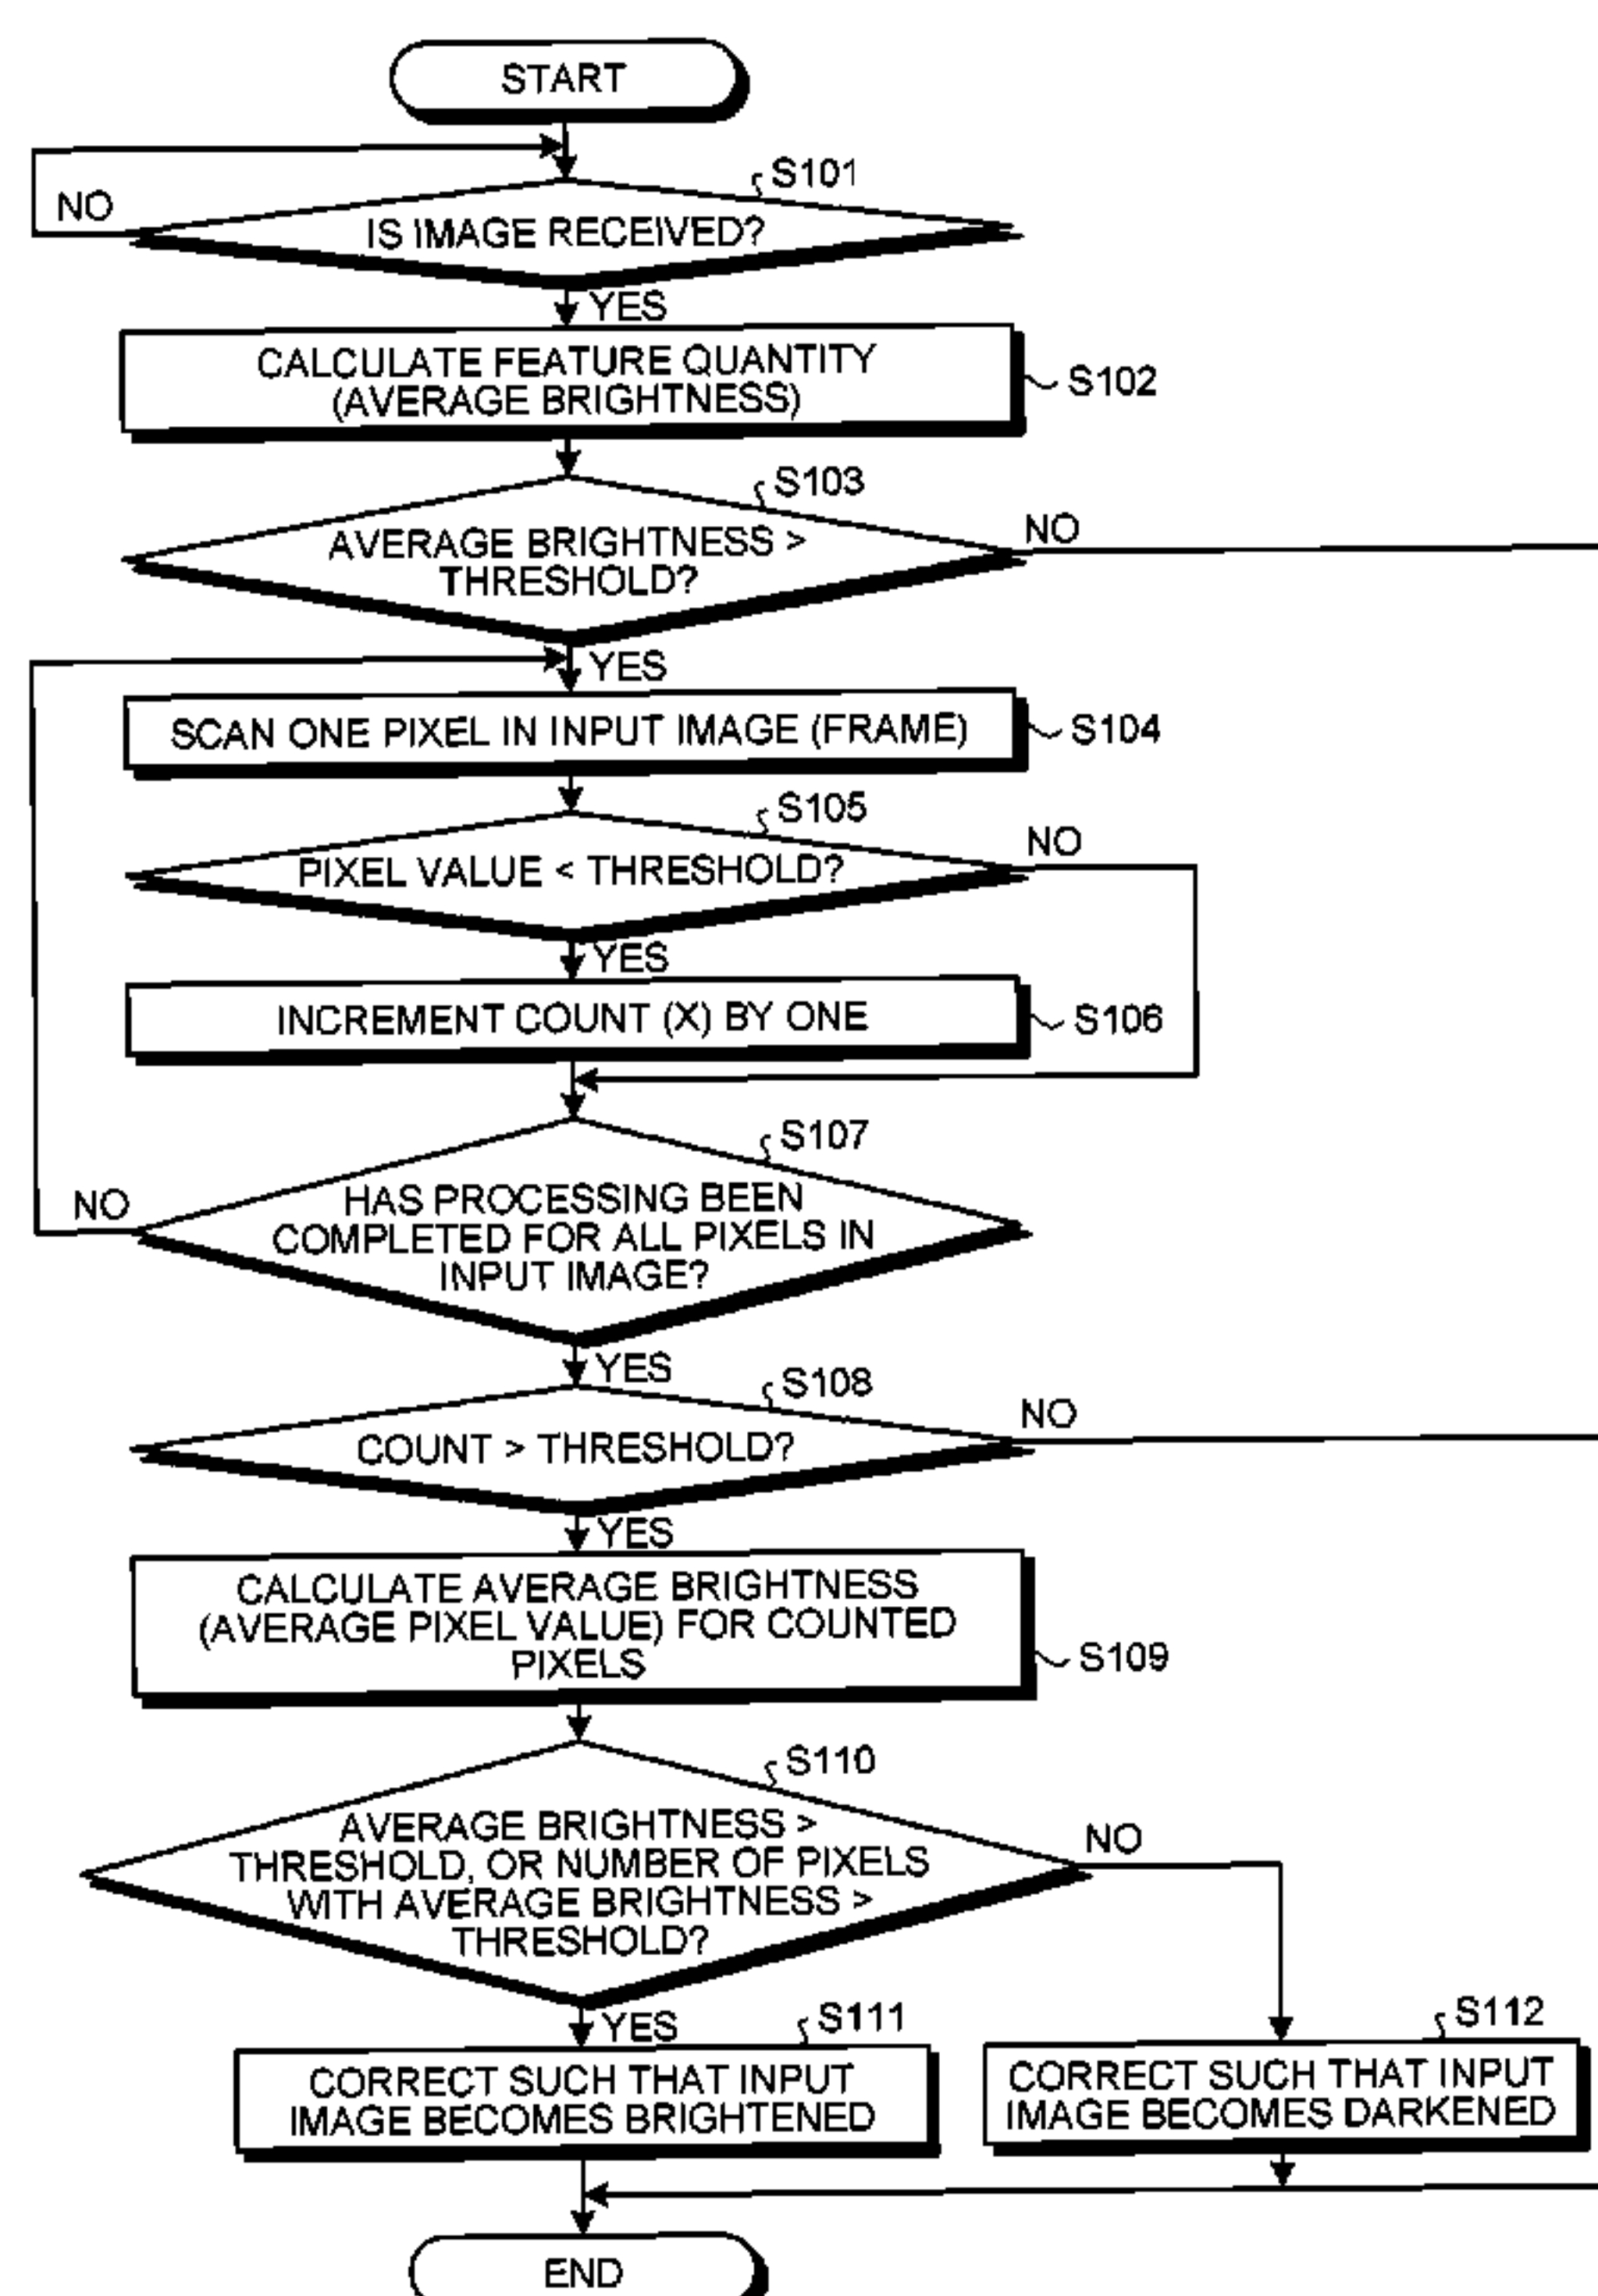 START
S101
NO
IS IMAGE RECEIVED?
YES
CALCULATE FEATURE QUANTITY
(AVERAGE BRIGHTNESS)
S102
S103
AVERAGE BRIGHTNESS >
THRESHOLD?
NO
YES
SCAN ONE PIXEL IN INPUT IMAGE (FRAME)
S104
S105
PIXEL VALUE < THRESHOLD?
NO
YES
INCREMENT COUNT (X) BY ONE
S106
S107
NO
HAS PROCESSING BEEN
COMPLETED FOR ALL PIXELS IN
INPUT IMAGE?
YES
S108
COUNT > THRESHOLD?
NO
YES
CALCULATE AVERAGE BRIGHTNESS
(AVERAGE PIXEL VALUE) FOR COUNTED
PIXELS
S109
S110
AVERAGE BRIGHTNESS >
THRESHOLD, OR NUMBER OF PIXELS
WITH AVERAGE BRIGHTNESS >
THRESHOLD?
NO
YES
S111
CORRECT SUCH THAT INPUT
IMAGE BECOMES BRIGHTENED
S112
CORRECT SUCH THAT INPUT
IMAGE BECOMES DARKENED
END